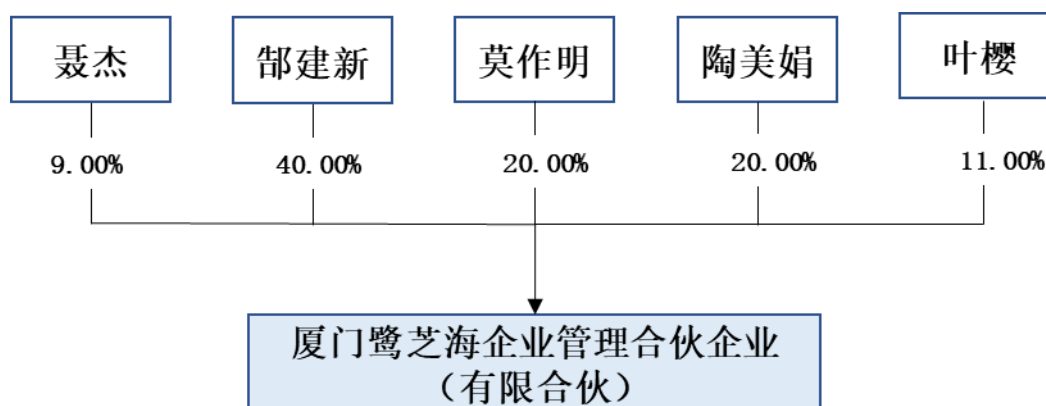 聂杰
郜建新
莫作明
陶美娟
叶樱
9.00%
40.00%
20.00%
20.00%
11.00%
厦门鹭芝海企业管理合伙企业
（有限合伙）